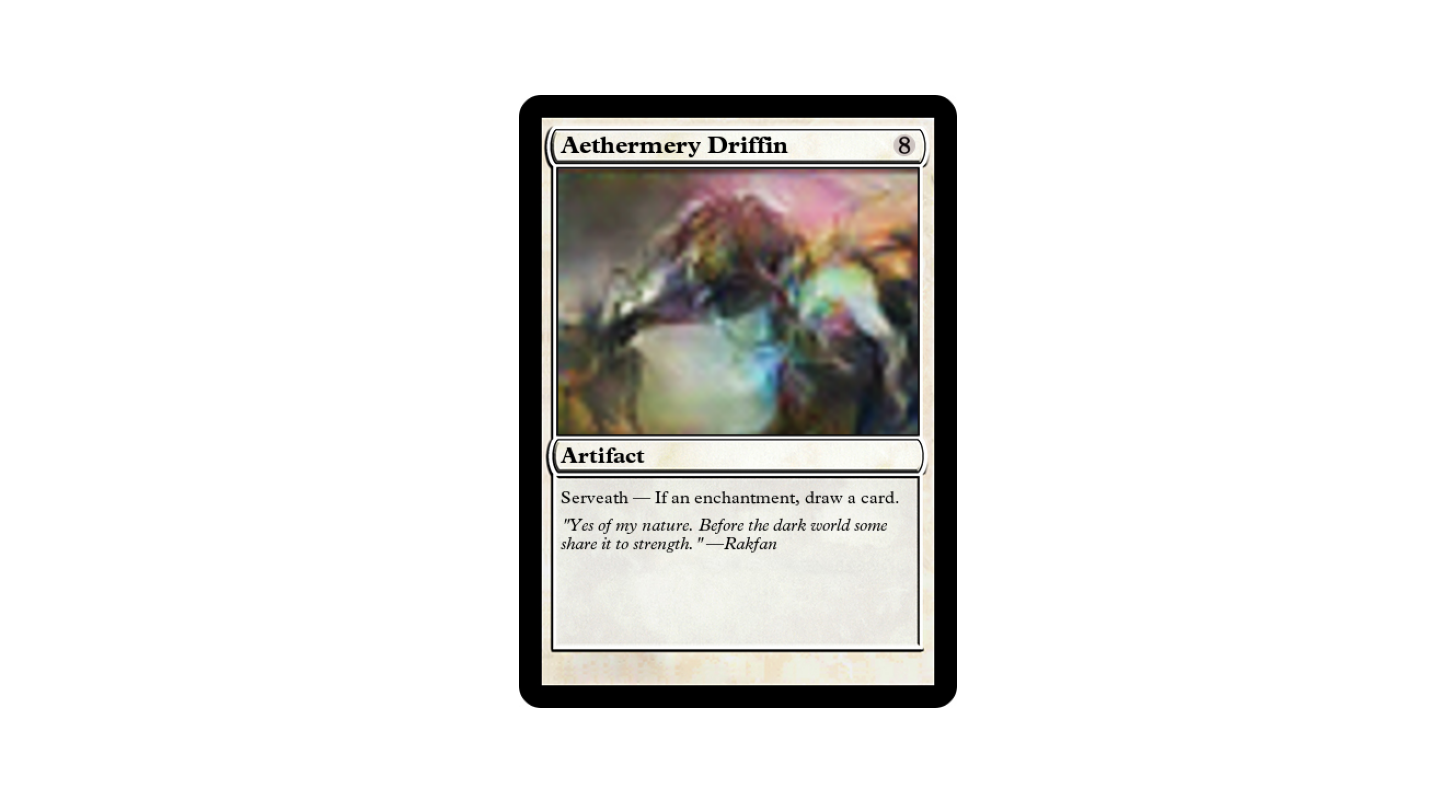 Aethermery Driffin 8
Artifact
Serveath — If an enchantment, draw a card.
"Yes of my nature. Before the dark world some
share it to strength." —Rakfan